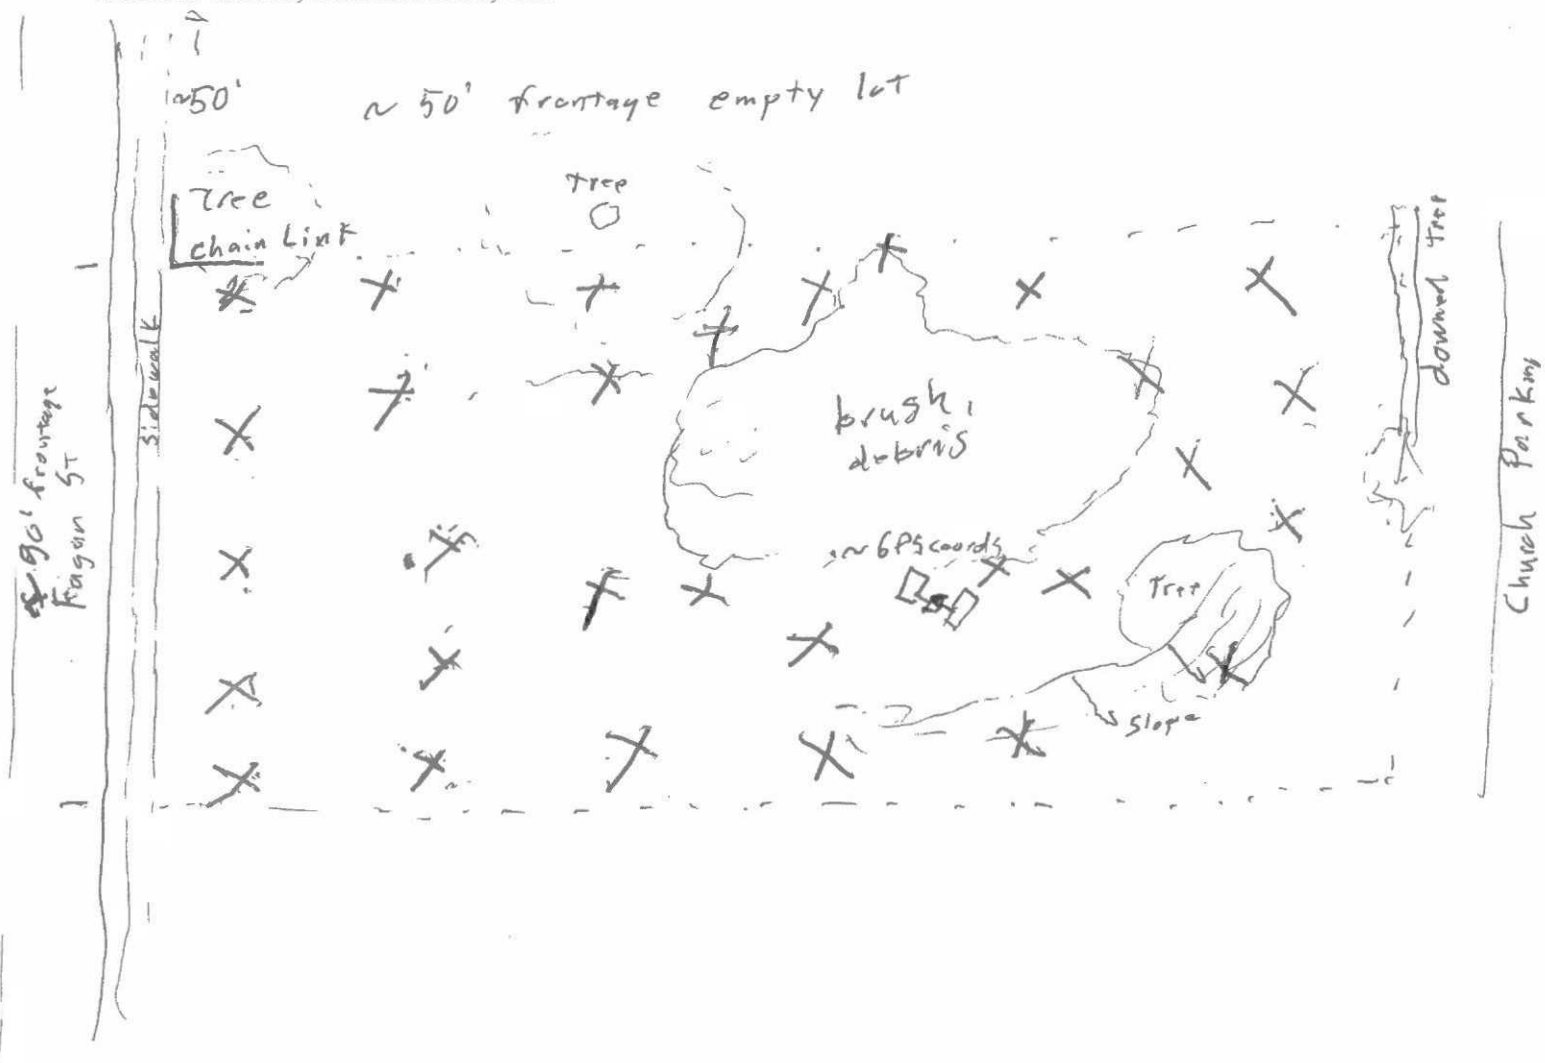 ~50'
~ 50' frontage empty lot
Tree
chain Link
Tree
downed Tree
Sidewalk
brush,
debris
90' frontage
Fagan ST
Church Parking
~GPS coords
Tree
Slope